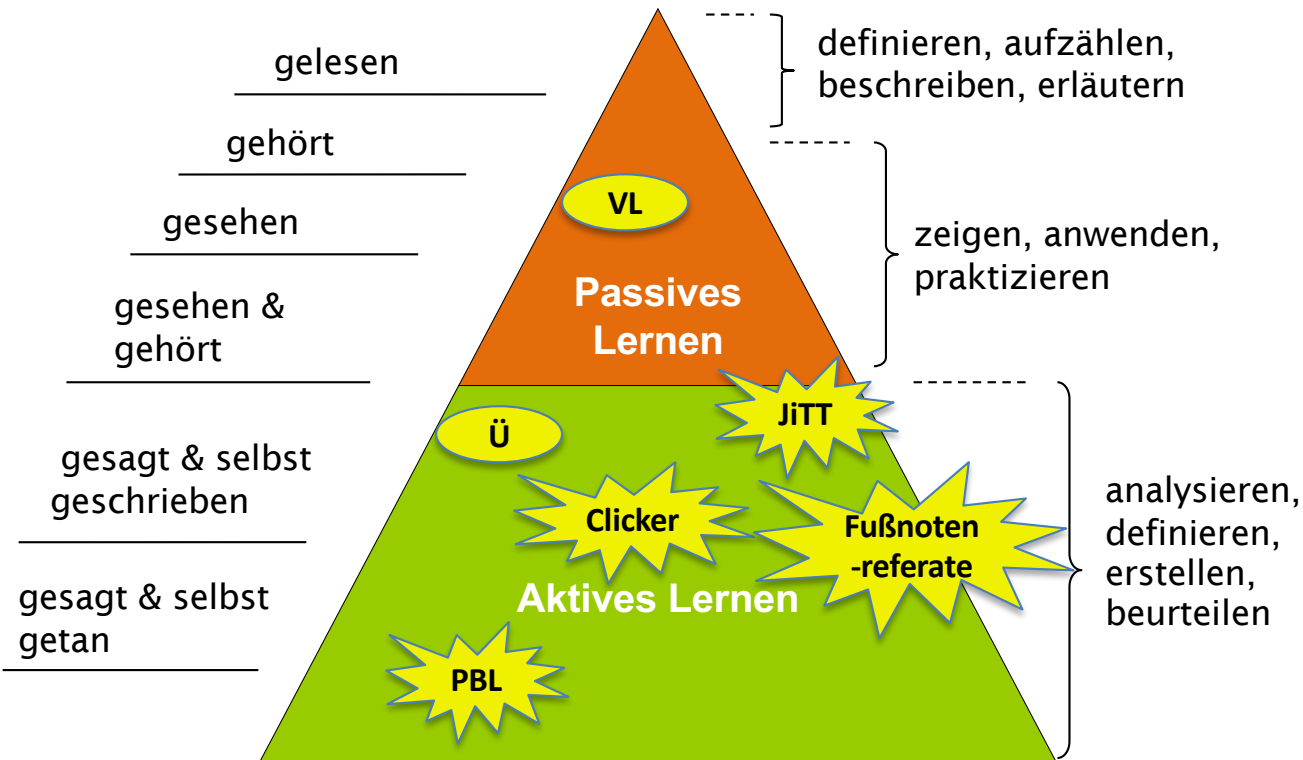 gelesen
gehört
gesehen
gesehen &
gehört
gesagt & selbst
geschrieben
gesagt & selbst
getan
VL
Passives
Lernen
JiTT
Ü
Clicker
Fußnoten
-referate
Aktives Lernen
PBL
definieren, aufzählen,
beschreiben, erläutern
zeigen, anwenden,
praktizieren
analysieren,
definieren,
erstellen,
beurteilen